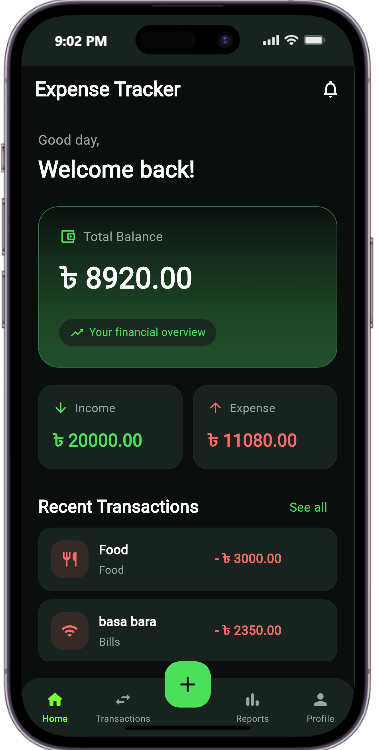 9:02 PM
Expense Tracker
Good day,
Welcome back!
Total Balance
৳ 8920.00
Your financial overview
Income
Expense
৳ 20000.00
৳ 11080.00
Recent Transactions
See all
Food
Food
- ৳ 3000.00
basa bara
Bills
- ৳ 2350.00
Home
Transactions
+
Reports
Profile